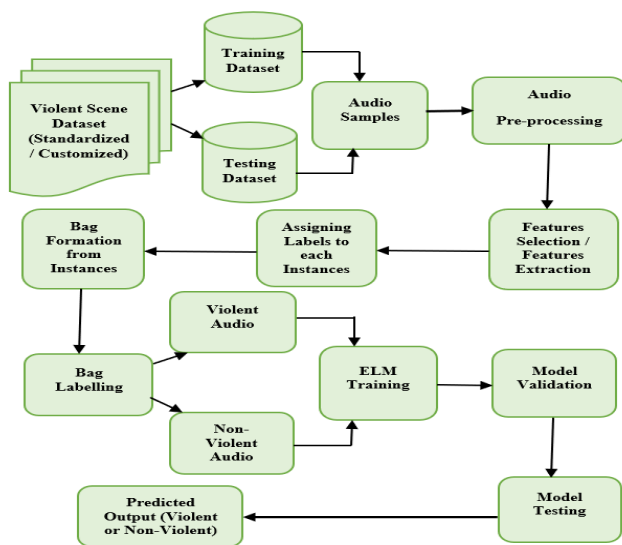 Violent Scene
Dataset
(Standardized
/ Customized)
Training
Dataset
Testing
Dataset
Audio
Samples
Audio
Pre-processing
Features
Selection /
Features
Extraction
Assigning
Labels to
each
Instances
Bag
Formation
from
Instances
Bag
Labelling
Violent
Audio
Non-
Violent
Audio
ELM
Training
Model
Validation
Model
Testing
Predicted
Output (Violent
or Non-Violent)